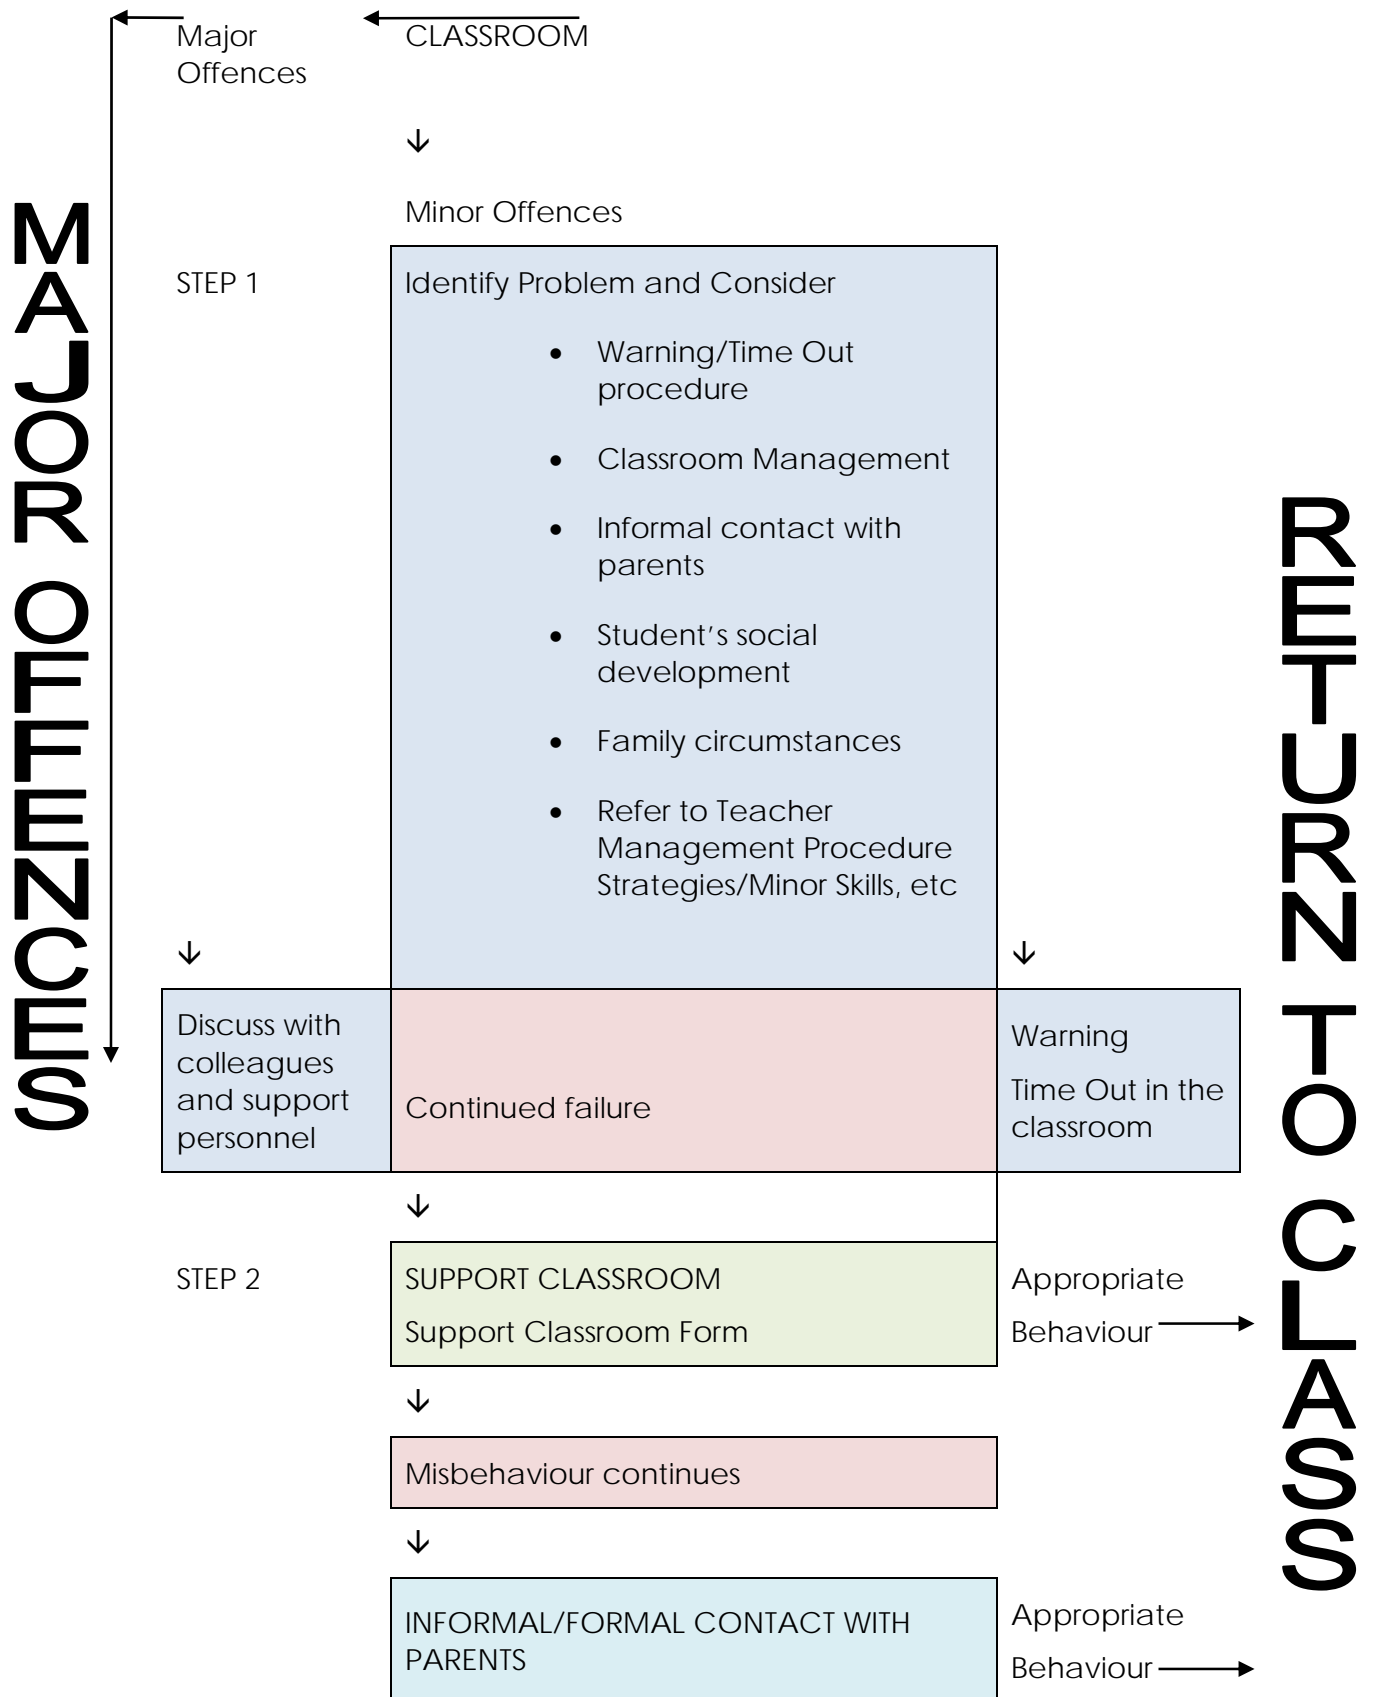 Major
Offences
CLASSROOM
Minor Offences
MAJOR OFFENCES
STEP 1
Identify Problem and Consider
• Warning/Time Out
procedure
• Classroom Management
• Informal contact with
parents
• Student's social
development
• Family circumstances
• Refer to Teacher
Management Procedure
Strategies/Minor Skills, etc
RETURN TO CLASS
Discuss with
colleagues
and support
personnel
Continued failure
Warning
Time Out in the
classroom
STEP 2
SUPPORT CLASSROOM
Support Classroom Form
Appropriate
Behaviour
Misbehaviour continues
INFORMAL/FORMAL CONTACT WITH
PARENTS
Appropriate
Behaviour